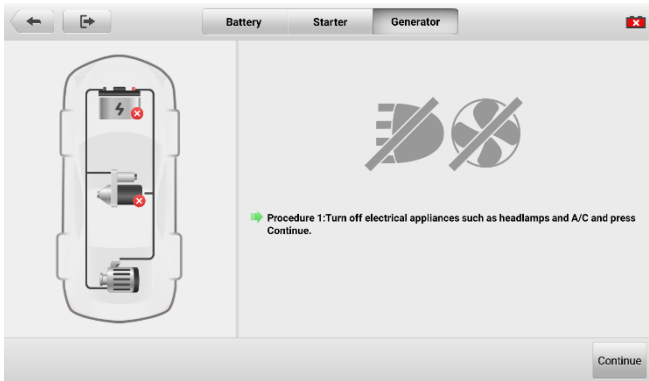 Battery
Starter
Generator
Procedure 1:Turn off electrical appliances such as headlamps and A/C and press
Continue.
Continue